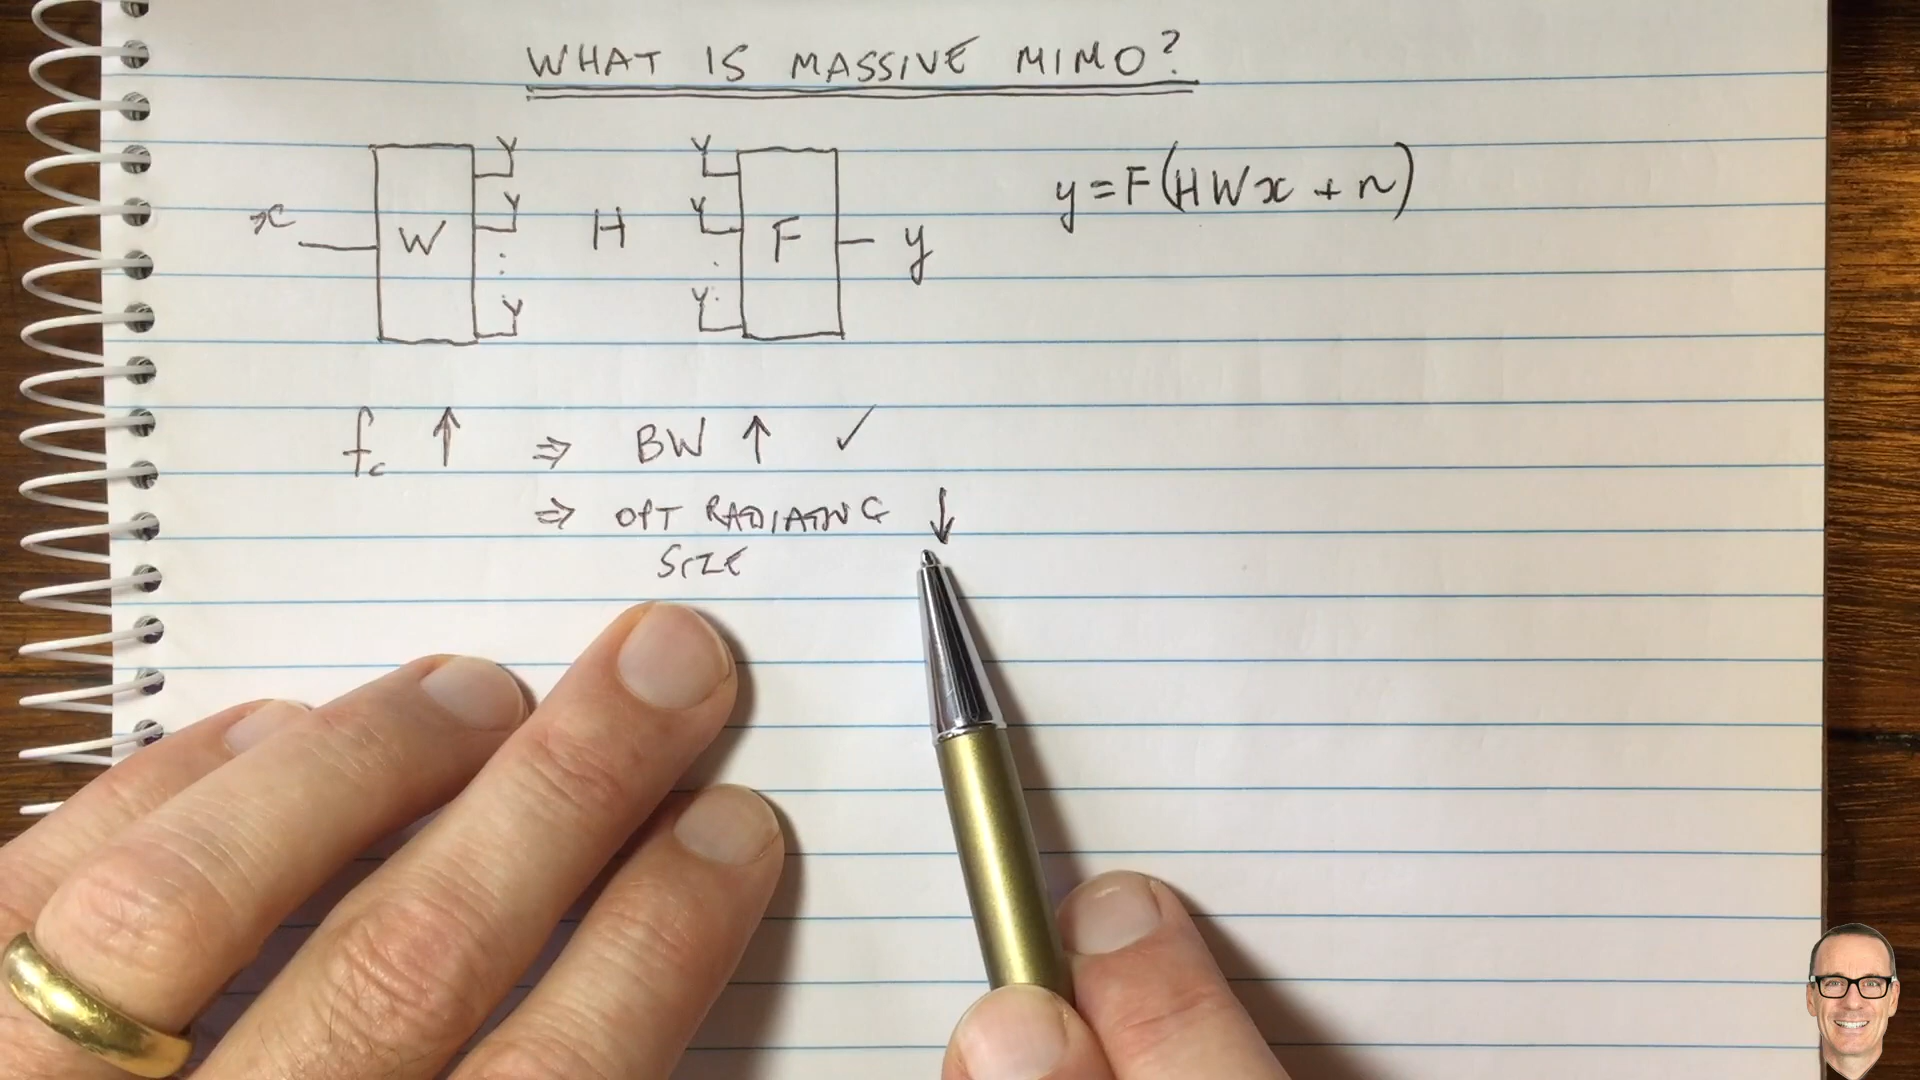 WHAT IS MASSIVE MIMO?
x W H F y
y = F(HWx + n)
fc ↑ ⇒ BW ↑ ✓
⇒ OPT RADIATING ↓
SIZE